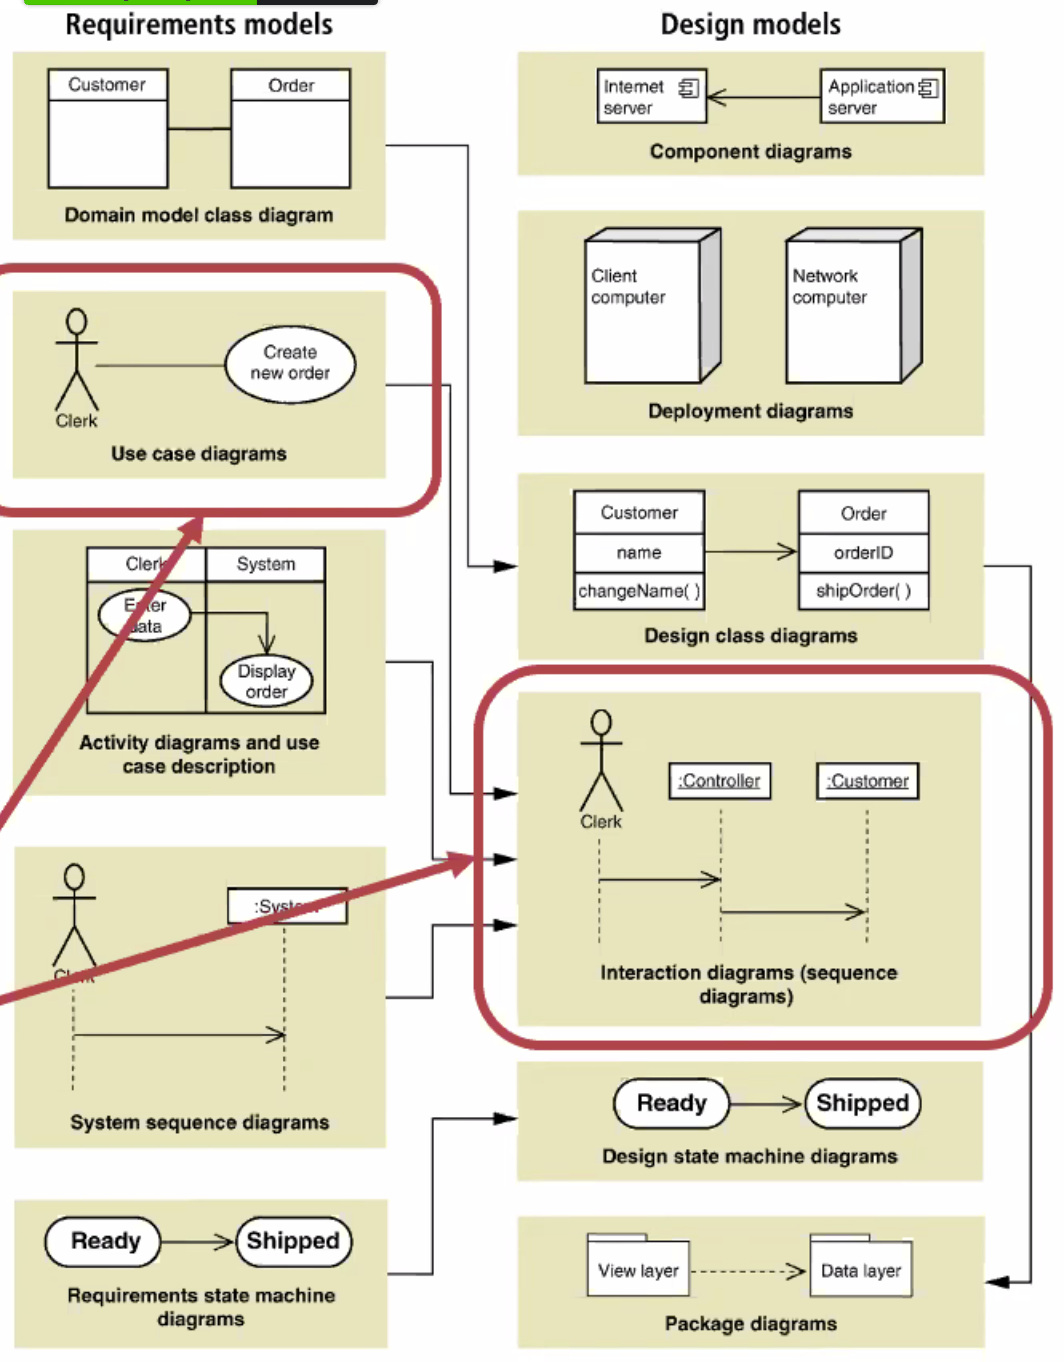 Requirements models
Customer
Order
Domain model class diagram
Clerk
Create
new order
Use case diagrams
Clerk
System
Enter
data
Display
order
Activity diagrams and use
case description
:System
Clerk
System sequence diagrams
Ready
Shipped
Requirements state machine
diagrams
Design models
Internet
server
Application
server
Component diagrams
Client
computer
Network
computer
Deployment diagrams
Customer
name
changeName( )
Order
orderID
shipOrder( )
Design class diagrams
Clerk
:Controller
:Customer
Interaction diagrams (sequence
diagrams)
Ready
Shipped
Design state machine diagrams
View layer
Data layer
Package diagrams